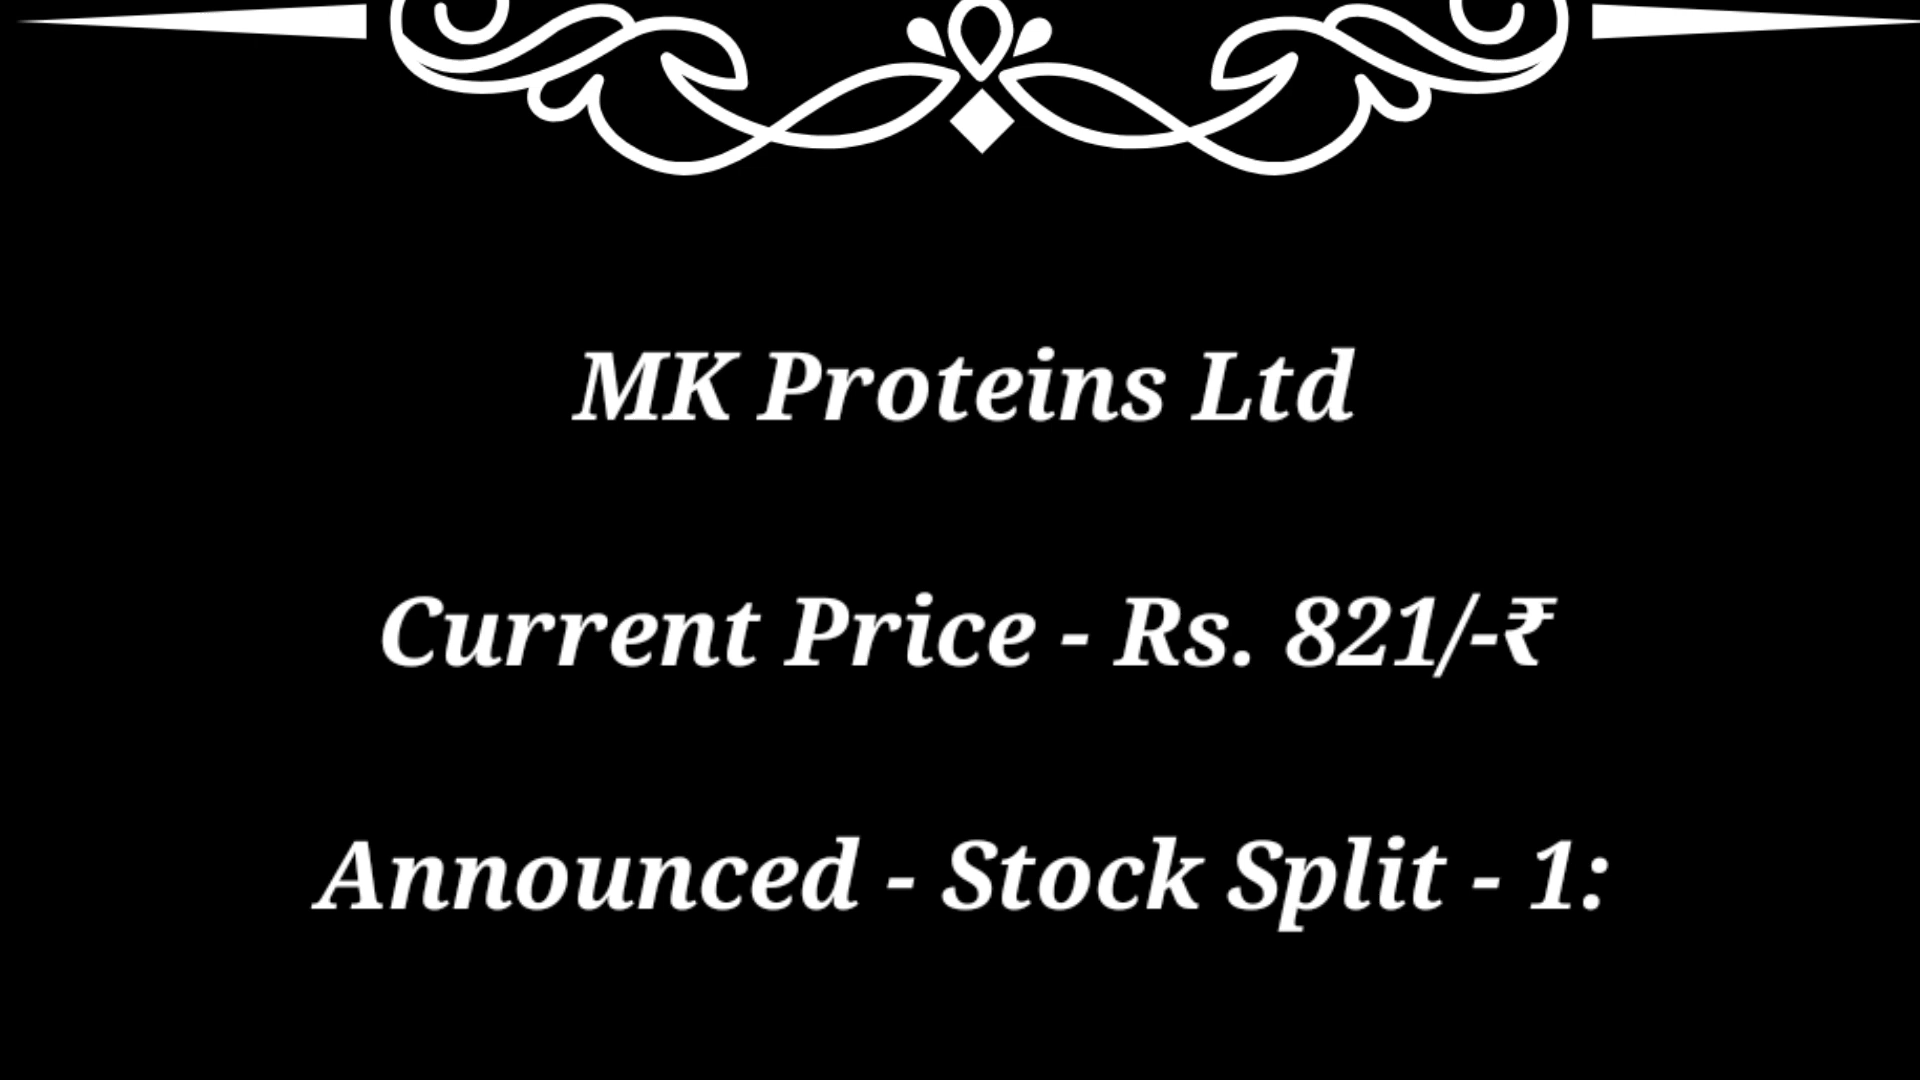 MK Proteins Ltd
Current Price - Rs. 821/-₹
Announced - Stock Split - 1: